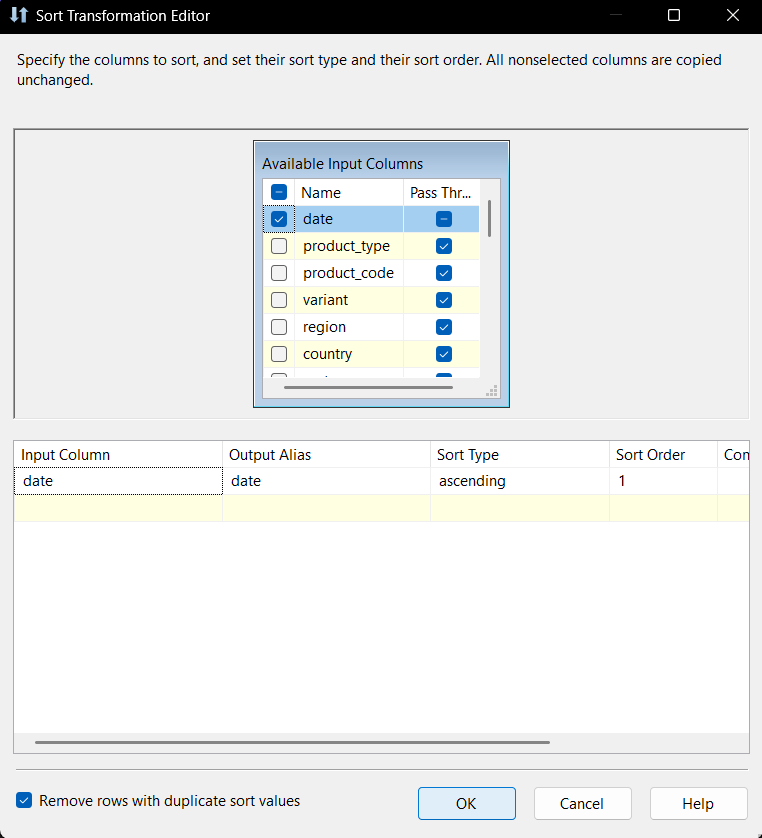 Sort Transformation Editor
Specify the columns to sort, and set their sort type and their sort order. All nonselected columns are copied
unchanged.
Available Input Columns
Name Pass Thr...
date
product_type
product_code
variant
region
country
Input Column Output Alias Sort Type Sort Order Con
date date ascending 1
Remove rows with duplicate sort values
OK Cancel Help